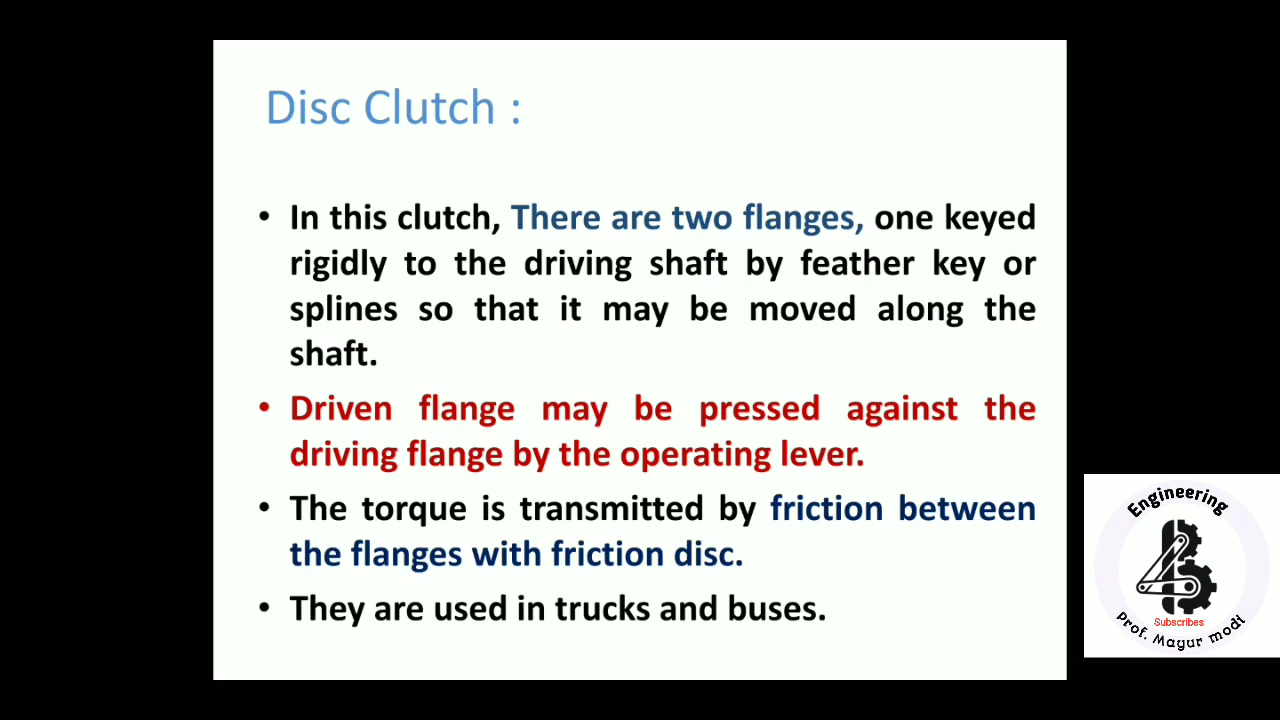 Disc Clutch :
• In this clutch, There are two flanges, one keyed
rigidly to the driving shaft by feather key or
splines so that it may be moved along the
shaft.
• Driven flange may be pressed against the
driving flange by the operating lever.
• The torque is transmitted by friction between
the flanges with friction disc.
• They are used in trucks and buses.
Engineering
Subscribes
Prof. Mayur modi